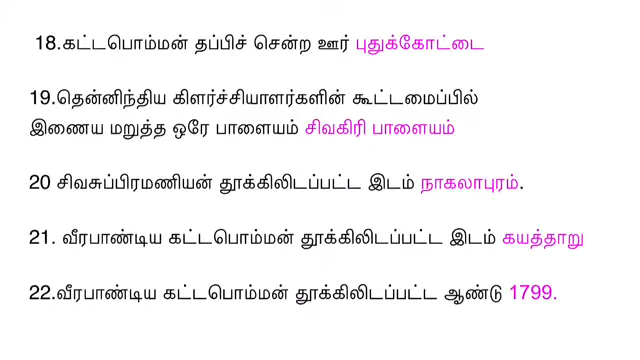 18.கட்டபொம்மன் தப்பிச் சென்ற ஊர் புதுக்கோட்டை
19.தென்னிந்திய கிளர்ச்சியாளர்களின் கூட்டமைப்பில்
இணைய மறுத்த ஒரே பாளையம் சிவகிரி பாளையம்
20 சிவசுப்பிரமணியன் தூக்கிலிடப்பட்ட இடம் நாகலாபுரம்.
21. வீரபாண்டிய கட்டபொம்மன் தூக்கிலிடப்பட்ட இடம் கயத்தாறு
22.வீரபாண்டிய கட்டபொம்மன் தூக்கிலிடப்பட்ட ஆண்டு 1799.